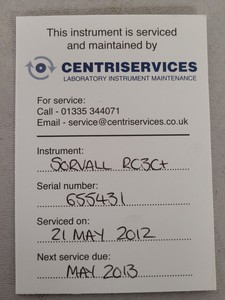 This instrument is serviced
and maintained by
CENTRISERVICES
LABORATORY INSTRUMENT MAINTENANCE
For service:
Call - 01335 344071
Email - service@centriservices.co.uk
Instrument:
SORVALL RC3C+
Serial number:
655431
Serviced on:
21 MAY 2012
Next service due:
MAY 2013